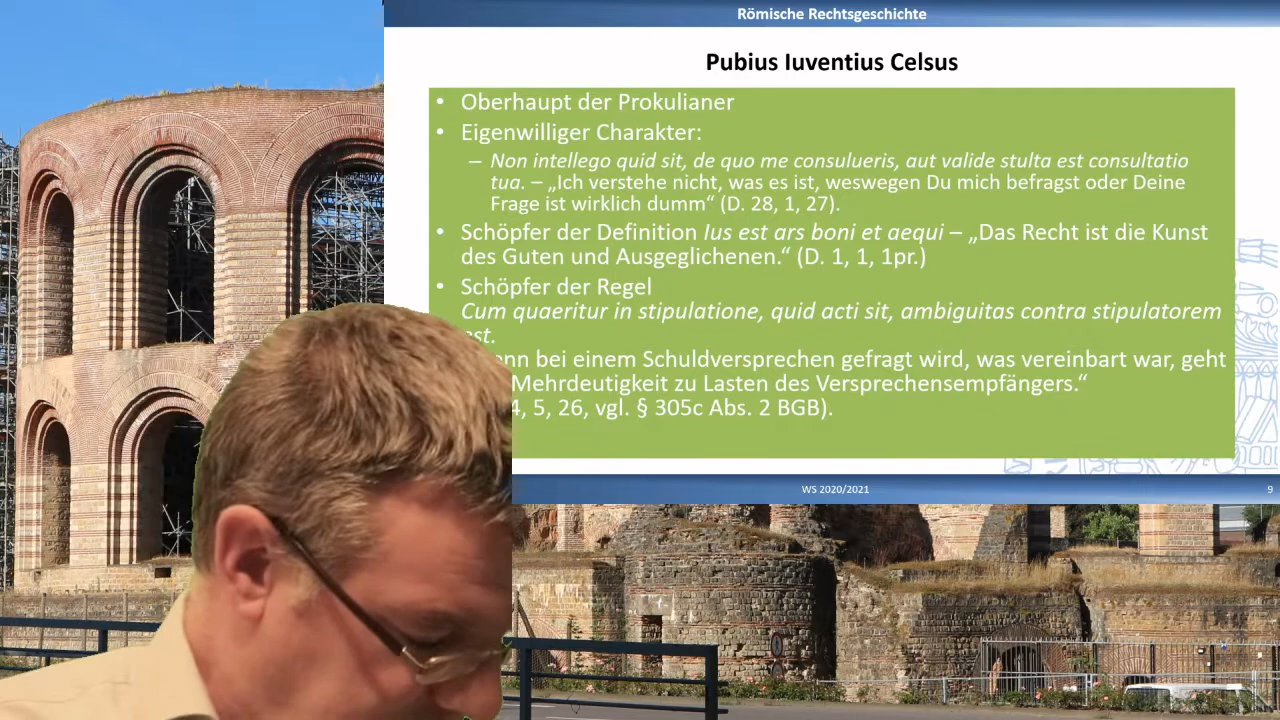 Römische Rechtsgeschichte
Pubius Iuventius Celsus
• Oberhaupt der Prokulianer
• Eigenwilliger Charakter:
– Non intellego quid sit, de quo me consulueris, aut valide stulta est consultatio
tua. – „Ich verstehe nicht, was es ist, weswegen Du mich befragst oder Deine
Frage ist wirklich dumm“ (D. 28, 1, 27).
• Schöpfer der Definition Ius est ars boni et aequi – „Das Recht ist die Kunst
des Guten und Ausgeglichenen.“ (D. 1, 1, 1pr.)
• Schöpfer der Regel
Cum quaeritur in stipulatione, quid acti sit, ambiguitas contra stipulatorem
est.
bei einem Schuldversprechen gefragt wird, was vereinbart war, geht
Mehrdeutigkeit zu Lasten des Versprechensempfängers.“
4, 5, 26, vgl. § 305c Abs. 2 BGB).
WS 2020/2021
9